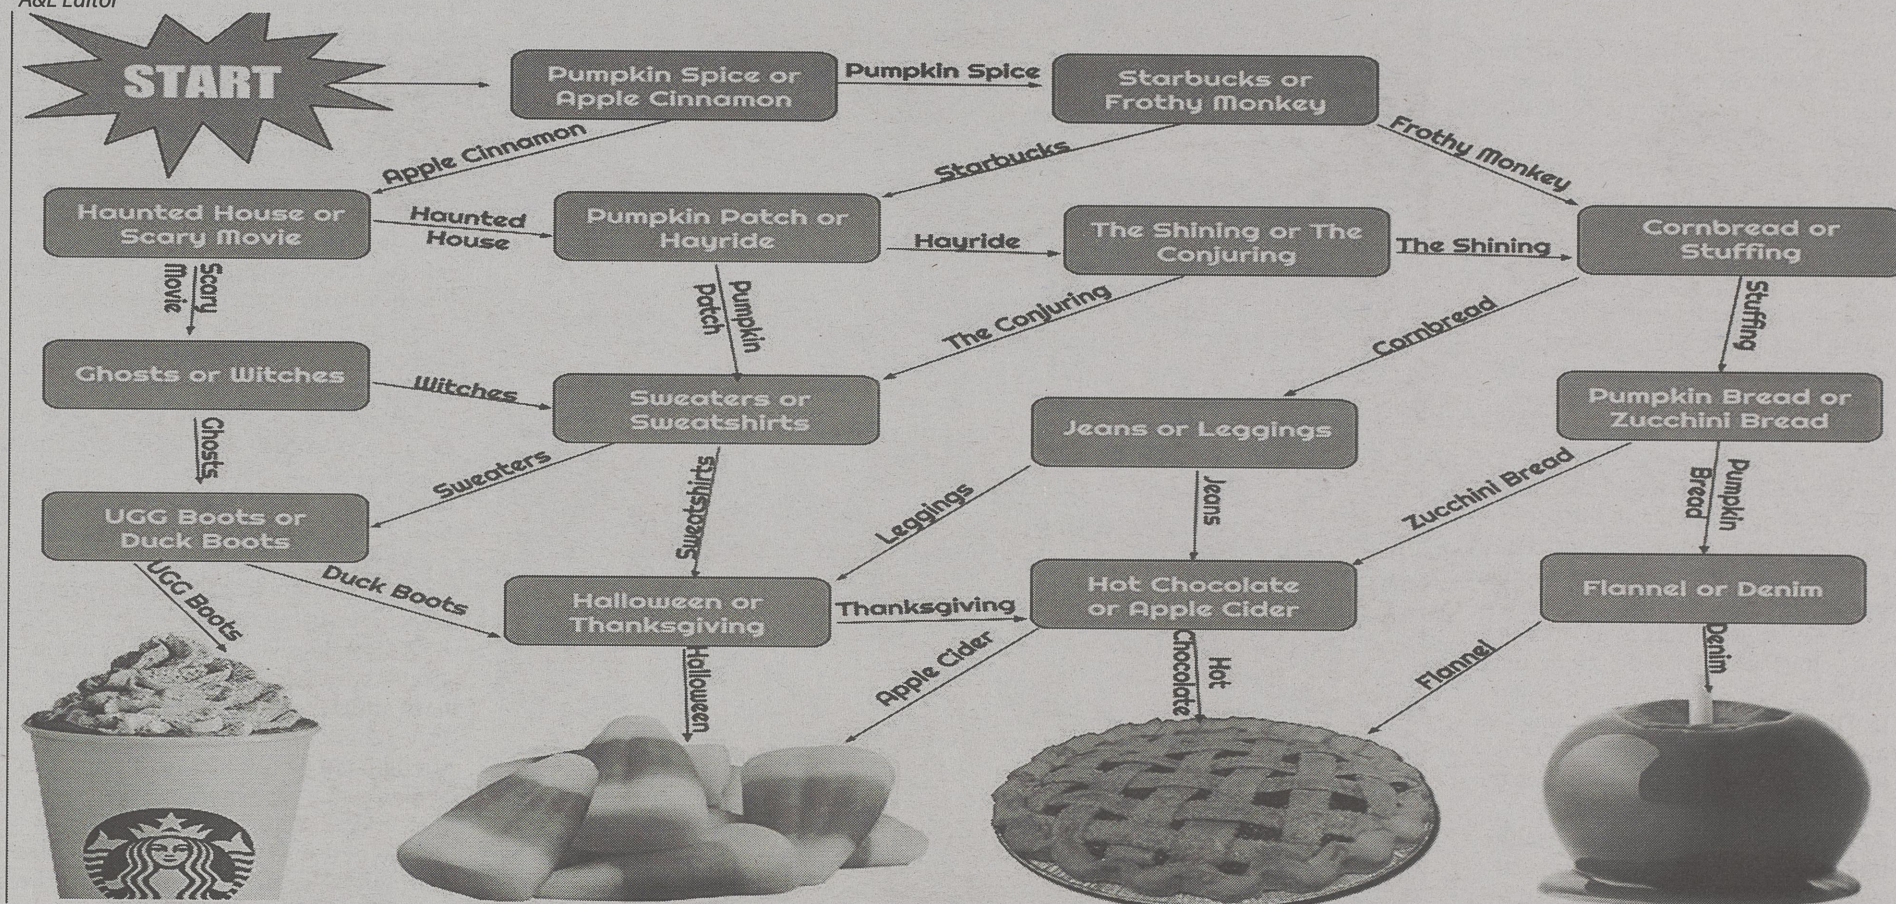 A&E Editor
START
Pumpkin Spice or
Apple Cinnamon
Pumpkin Spice
Starbucks or
Frothy Monkey
Apple Cinnamon
Starbucks
Frothy Monkey
Haunted House or
Scary Movie
Haunted
House
Pumpkin Patch or
Hayride
Hayride
The Shining or The
Conjuring
The Shining
Cornbread or
Stuffing
Scary
Movie
Pumpkin
Patch
The Conjuring
Cornbread
Stuffing
Ghosts or Witches
Witches
Sweaters or
Sweatshirts
Jeans or Leggings
Pumpkin Bread or
Zucchini Bread
Ghosts
Sweaters
Sweatshirts
Leggings
Jeans
Zucchini Bread
Pumpkin
Bread
UGG Boots or
Duck Boots
UGG Boots
Duck Boots
Halloween or
Thanksgiving
Thanksgiving
Hot Chocolate
or Apple Cider
Flannel or Denim
Halloween
Apple Cider
Hot
Chocolate
Flannel
Denim